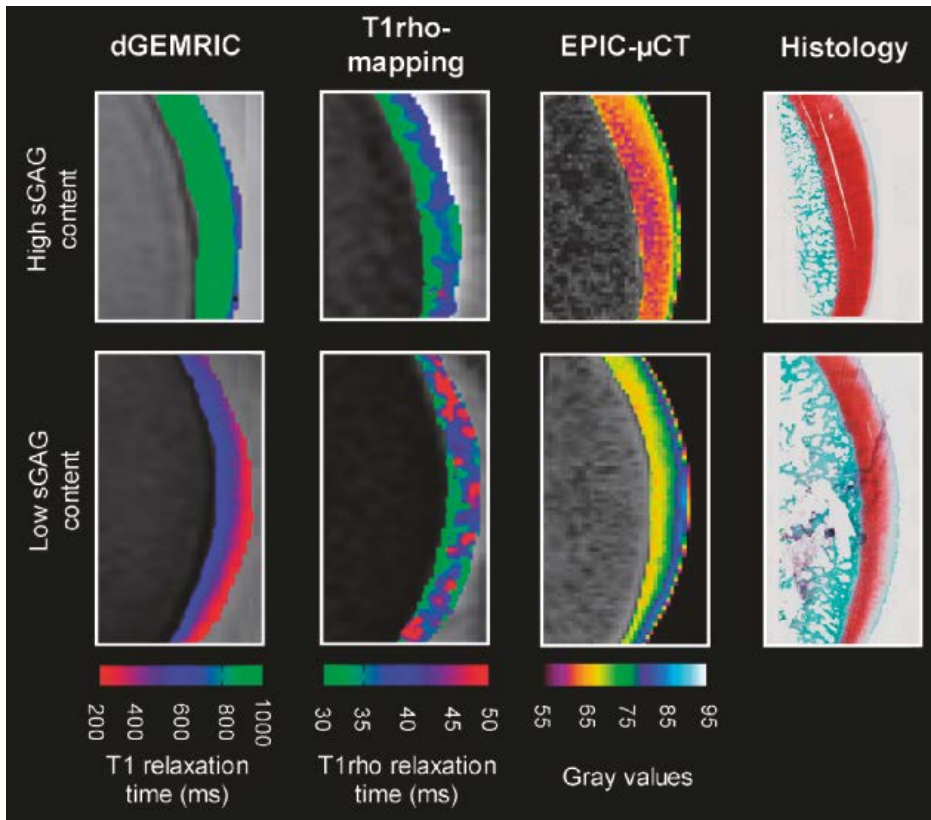 dGEMRIC
T1rho-
mapping
EPIC-µCT
Histology
High sGAG
content
Low sGAG
content
200 400 600 800 1000
30 35 40 45 50
55 65 75 85 95
T1 relaxation
time (ms)
T1rho relaxation
time (ms)
Gray values